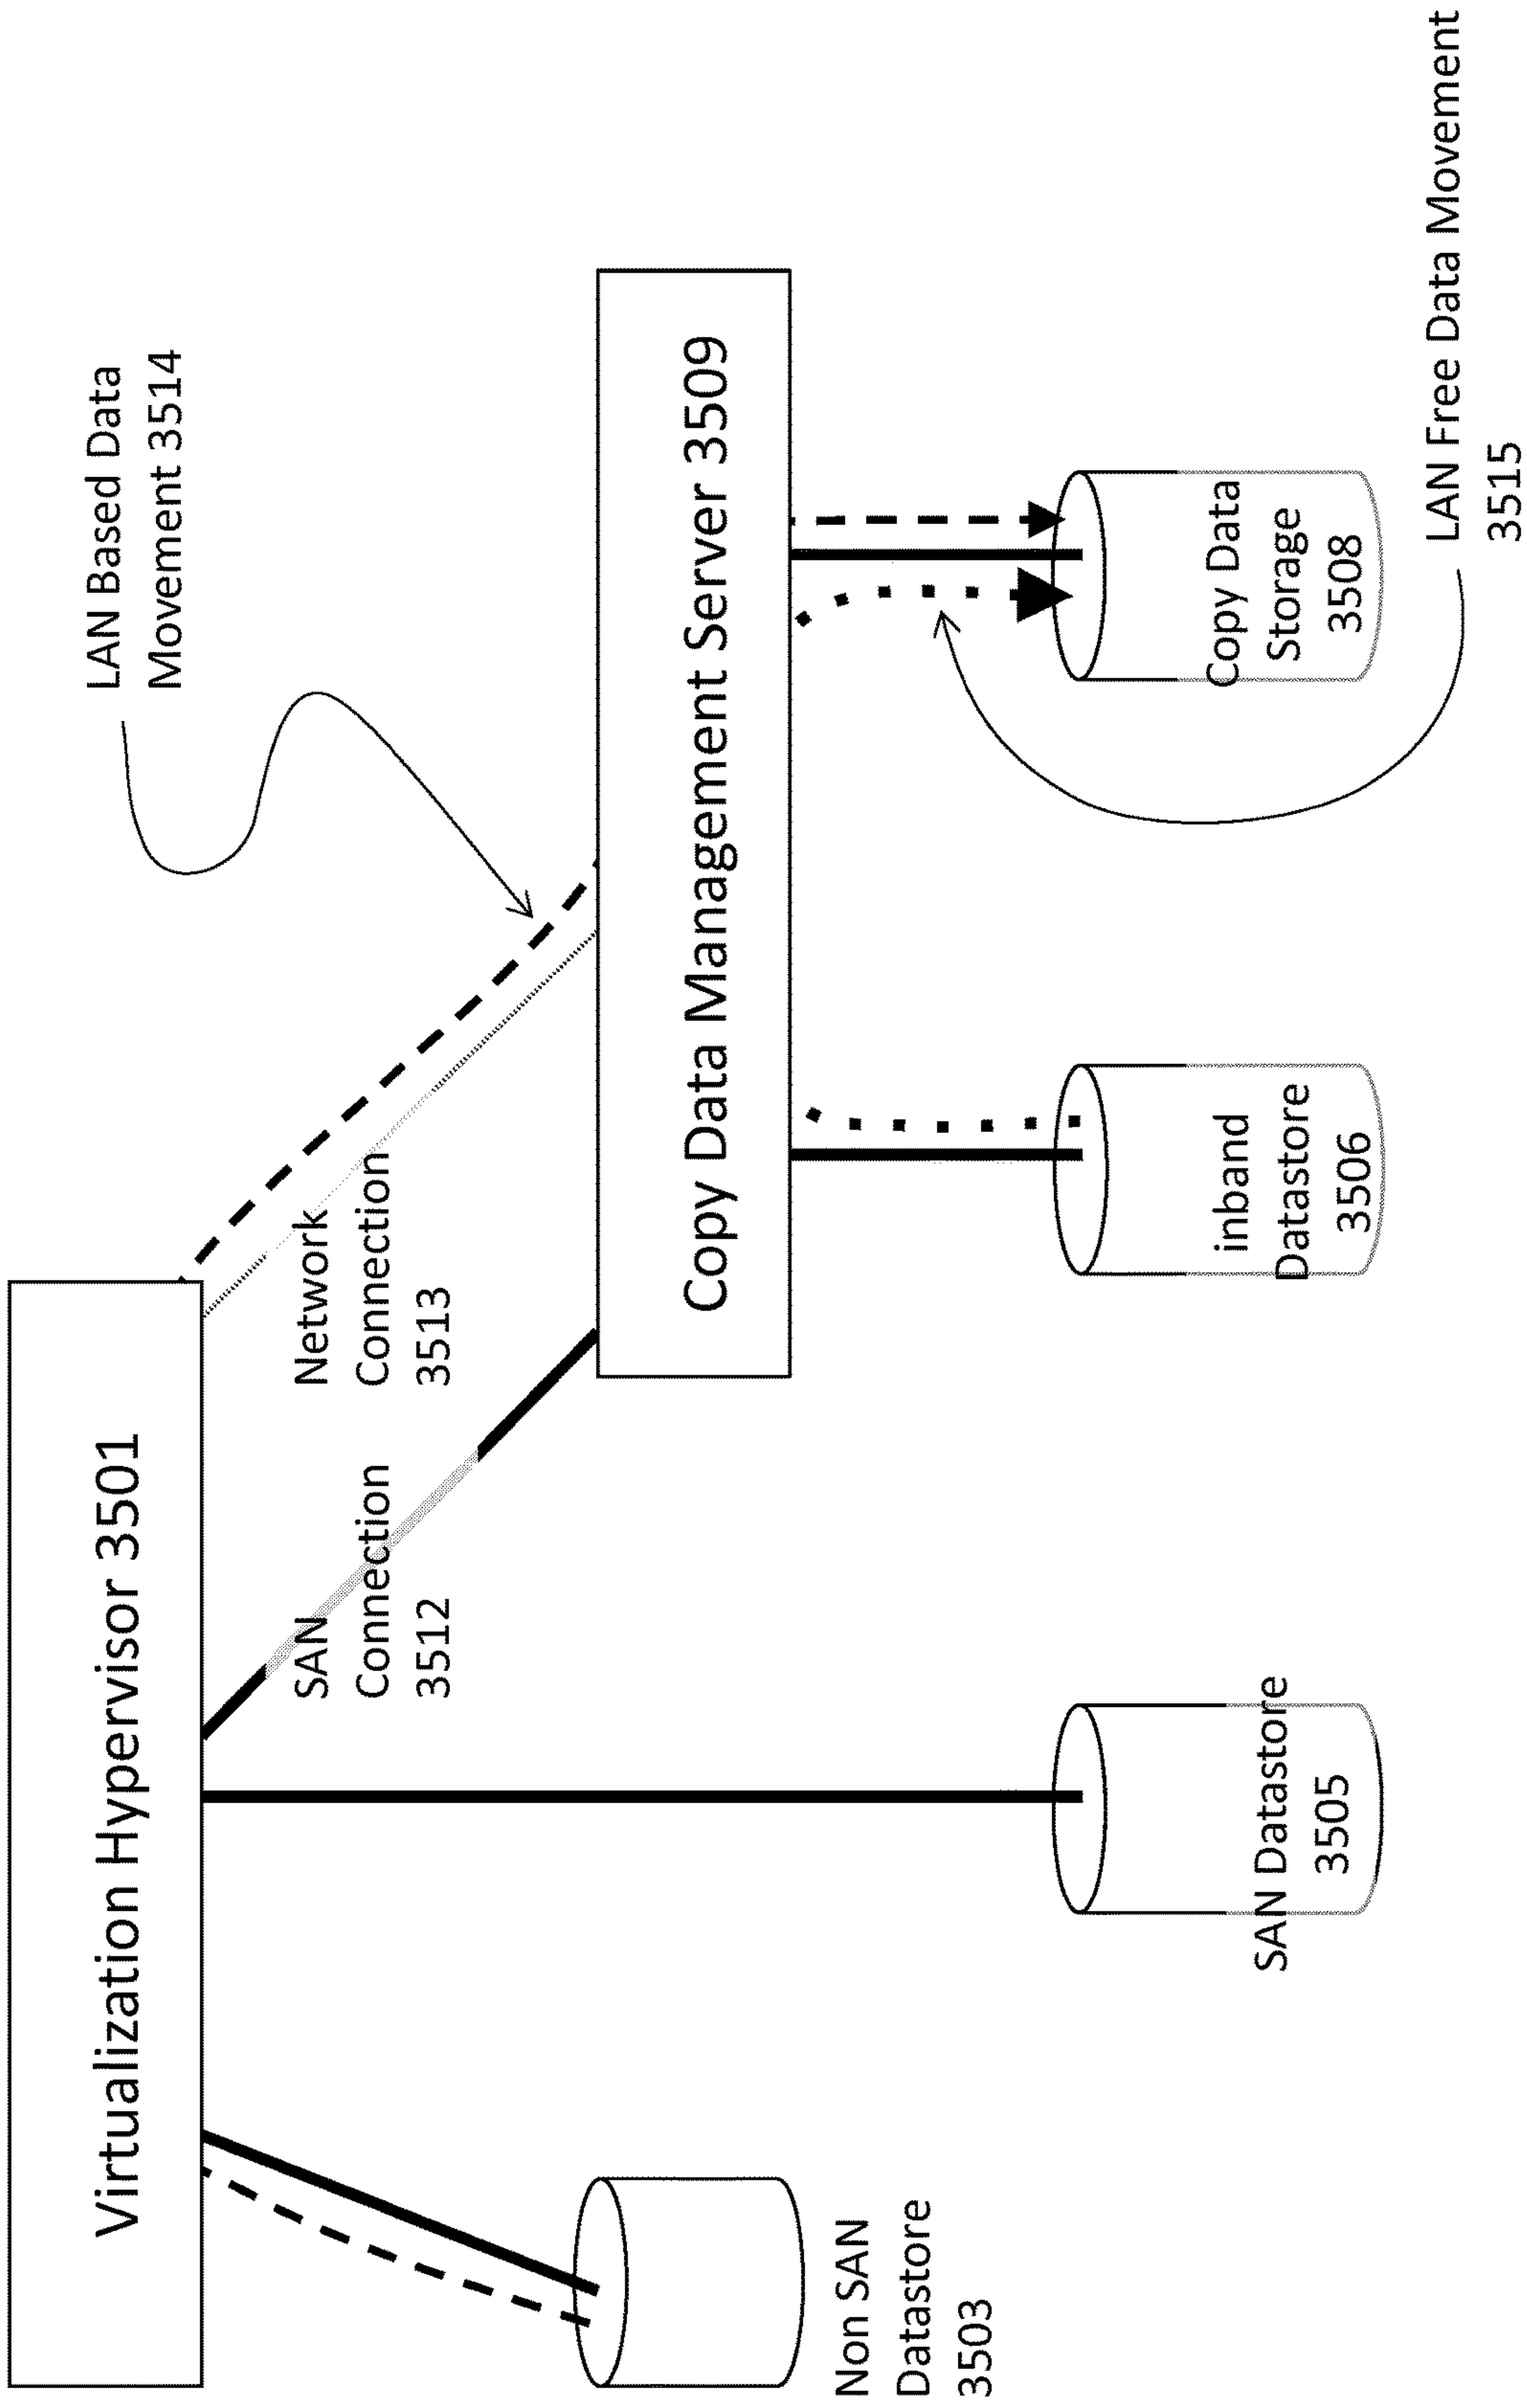 Virtualization Hypervisor 3501
LAN Based Data
Movement 3514
SAN
Connection
3512
Network
Connection
3513
Copy Data Management Server 3509
Non SAN
Datastore
3503
SAN Datastore
3505
inband
Datastore
3506
Copy Data
Storage
3508
LAN Free Data Movement
3515